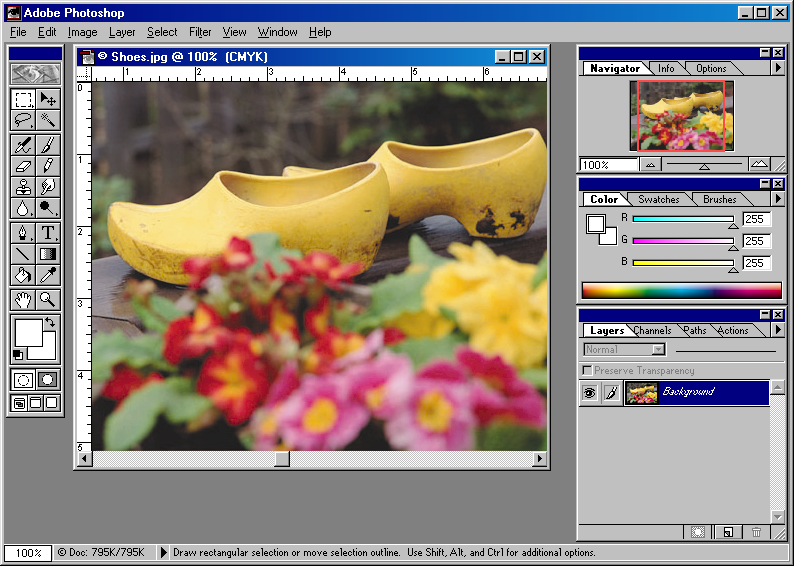 Adobe Photoshop
File Edit Image Layer Select Filter View Window Help
© Shoes.jpg @ 100% (CMYK)
1 2 3 4 5 6
0
1
2
3
4
5
T
Navigator Info Options
100%
Color Swatches Brushes
R 255
G 255
B 255
Layers Channels Paths Actions
Normal
Preserve Transparency
Background
100% © Doc: 795K/795K Draw rectangular selection or move selection outline. Use Shift, Alt, and Ctrl for additional options.